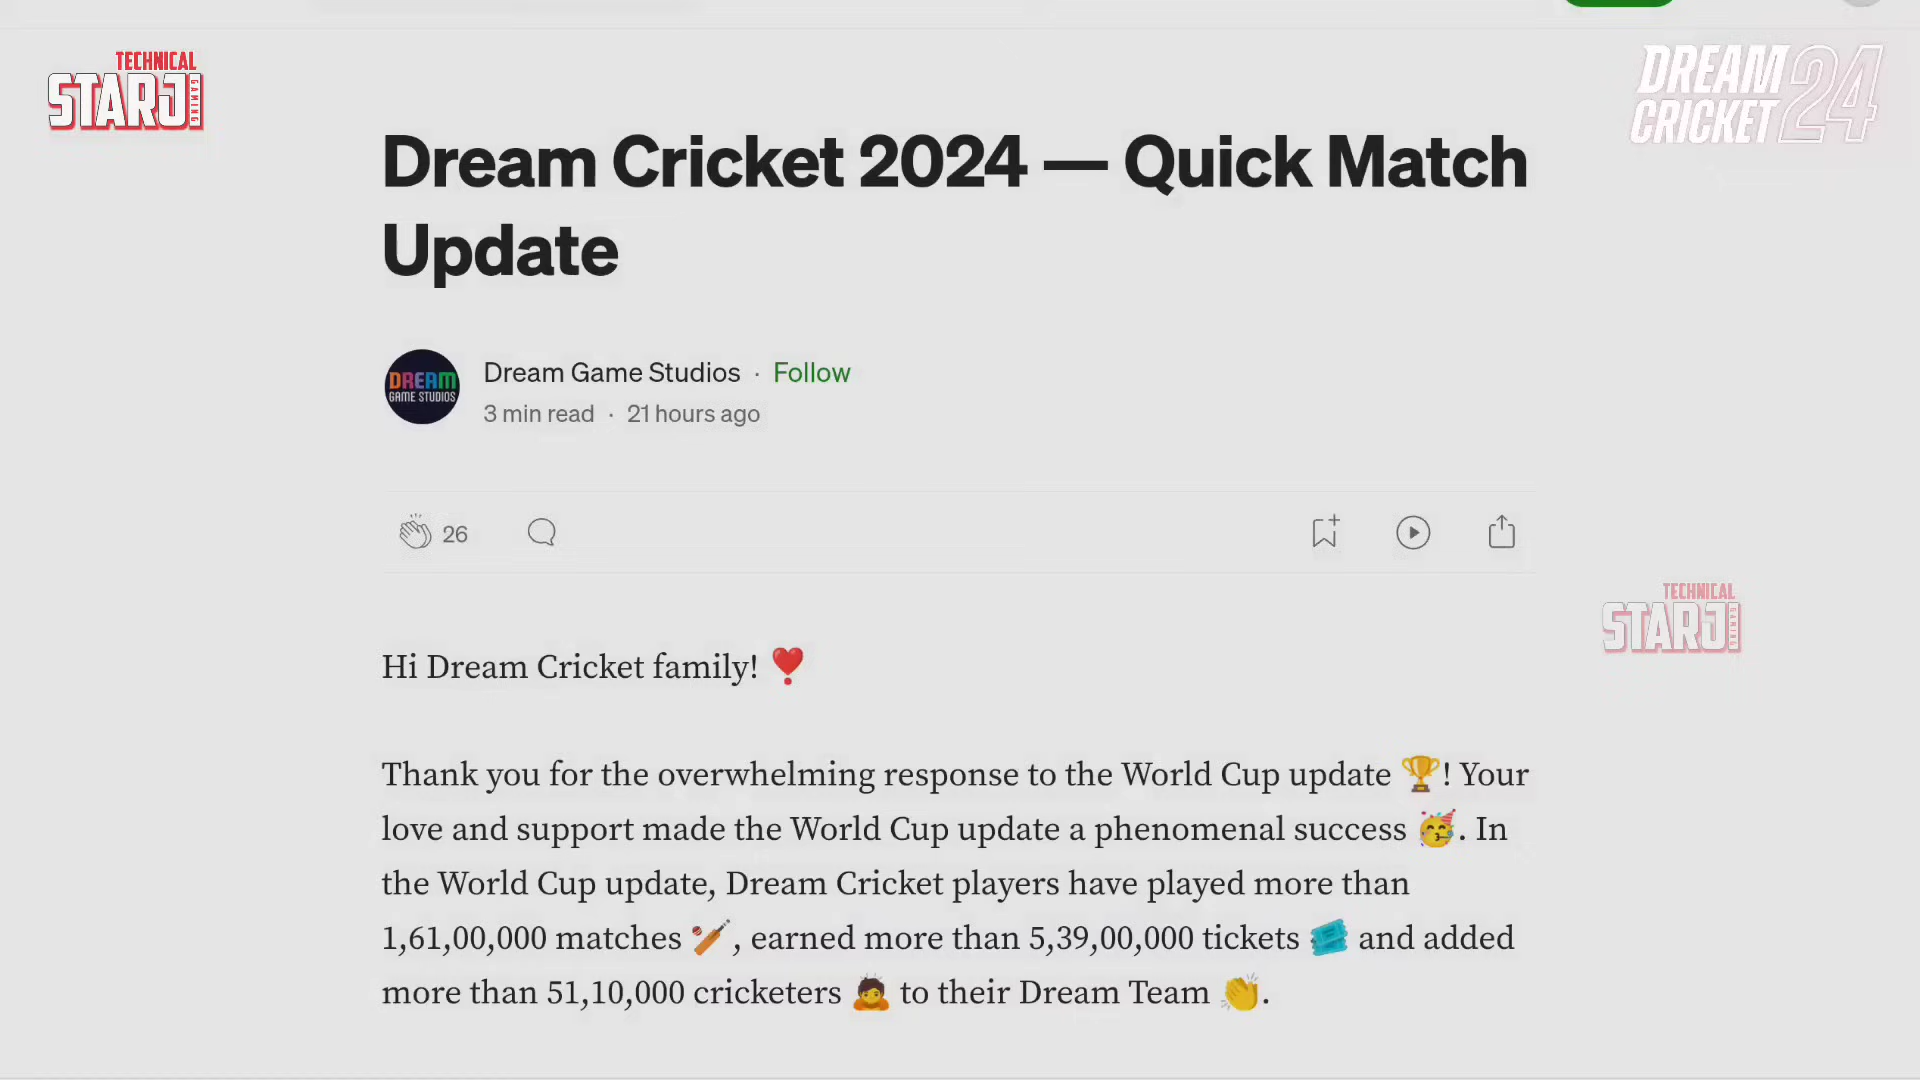 TECHNICAL
STARJI
GAMING
DREAM
CRICKET 24
Dream Cricket 2024 — Quick Match
Update
DREAM
GAME STUDIOS
Dream Game Studios · Follow
3 min read · 21 hours ago
26
TECHNICAL
STARJI
GAMING
Hi Dream Cricket family! ❣️
Thank you for the overwhelming response to the World Cup update 🏆! Your
love and support made the World Cup update a phenomenal success 🥳. In
the World Cup update, Dream Cricket players have played more than
1,61,00,000 matches 🏏, earned more than 5,39,00,000 tickets 🎟️ and added
more than 51,10,000 cricketers 🙇 to their Dream Team 👏.